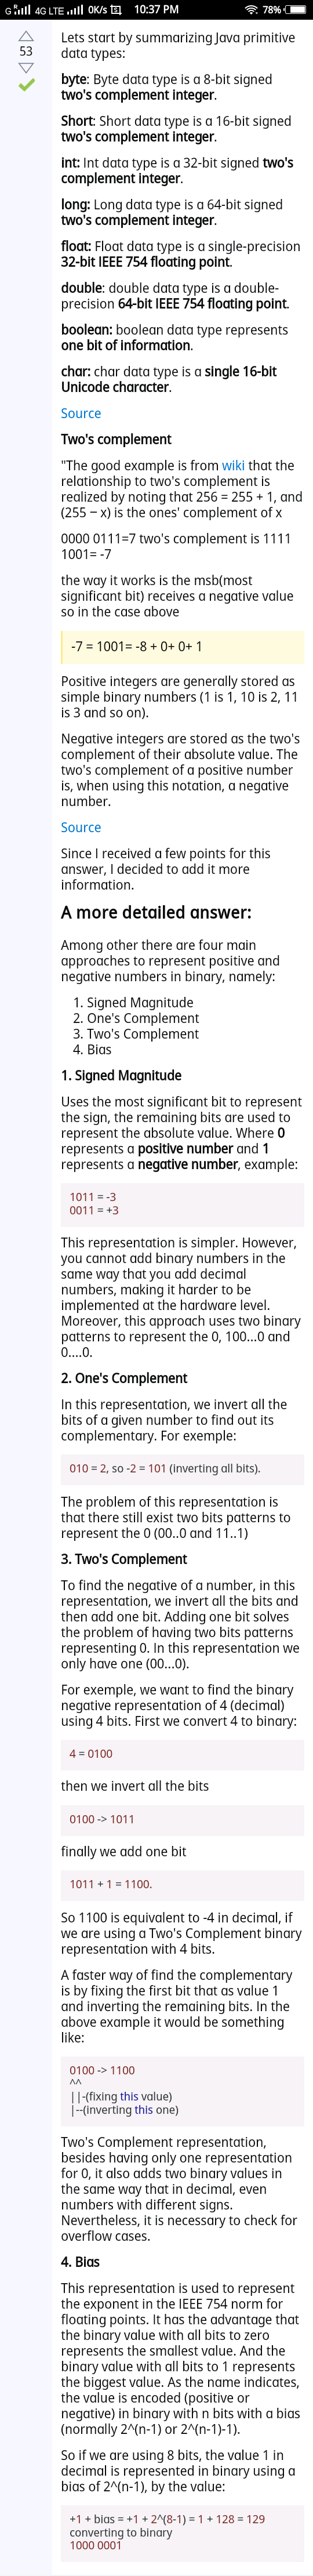 G 4G LTE 0K/s 10:37 PM 78%
53
Lets start by summarizing Java primitive
data types:
byte: Byte data type is a 8-bit signed
two's complement integer.
Short: Short data type is a 16-bit signed
two's complement integer.
int: Int data type is a 32-bit signed two's
complement integer.
long: Long data type is a 64-bit signed
two's complement integer.
float: Float data type is a single-precision
32-bit IEEE 754 floating point.
double: double data type is a double-
precision 64-bit IEEE 754 floating point.
boolean: boolean data type represents
one bit of information.
char: char data type is a single 16-bit
Unicode character.
Source
Two's complement
"The good example is from wiki that the
relationship to two's complement is
realized by noting that 256 = 255 + 1, and
(255 − x) is the ones' complement of x
0000 0111=7 two's complement is 1111
1001= -7
the way it works is the msb(most
significant bit) receives a negative value
so in the case above
-7 = 1001= -8 + 0+ 0+ 1
Positive integers are generally stored as
simple binary numbers (1 is 1, 10 is 2, 11
is 3 and so on).
Negative integers are stored as the two's
complement of their absolute value. The
two's complement of a positive number
is, when using this notation, a negative
number.
Source
Since I received a few points for this
answer, I decided to add it more
information.
A more detailed answer:
Among other there are four main
approaches to represent positive and
negative numbers in binary, namely:
1. Signed Magnitude
2. One's Complement
3. Two's Complement
4. Bias
1. Signed Magnitude
Uses the most significant bit to represent
the sign, the remaining bits are used to
represent the absolute value. Where 0
represents a positive number and 1
represents a negative number, example:
1011 = -3
0011 = +3
This representation is simpler. However,
you cannot add binary numbers in the
same way that you add decimal
numbers, making it harder to be
implemented at the hardware level.
Moreover, this approach uses two binary
patterns to represent the 0, 100...0 and
0....0.
2. One's Complement
In this representation, we invert all the
bits of a given number to find out its
complementary. For exemple:
010 = 2, so -2 = 101 (inverting all bits).
The problem of this representation is
that there still exist two bits patterns to
represent the 0 (00..0 and 11..1)
3. Two's Complement
To find the negative of a number, in this
representation, we invert all the bits and
then add one bit. Adding one bit solves
the problem of having two bits patterns
representing 0. In this representation we
only have one (00...0).
For exemple, we want to find the binary
negative representation of 4 (decimal)
using 4 bits. First we convert 4 to binary:
4 = 0100
then we invert all the bits
0100 -> 1011
finally we add one bit
1011 + 1 = 1100.
So 1100 is equivalent to -4 in decimal, if
we are using a Two's Complement binary
representation with 4 bits.
A faster way of find the complementary
is by fixing the first bit that as value 1
and inverting the remaining bits. In the
above example it would be something
like:
0100 -> 1100
^^
||-(fixing this value)
|--(inverting this one)
Two's Complement representation,
besides having only one representation
for 0, it also adds two binary values in
the same way that in decimal, even
numbers with different signs.
Nevertheless, it is necessary to check for
overflow cases.
4. Bias
This representation is used to represent
the exponent in the IEEE 754 norm for
floating points. It has the advantage that
the binary value with all bits to zero
represents the smallest value. And the
binary value with all bits to 1 represents
the biggest value. As the name indicates,
the value is encoded (positive or
negative) in binary with n bits with a bias
(normally 2^(n-1) or 2^(n-1)-1).
So if we are using 8 bits, the value 1 in
decimal is represented in binary using a
bias of 2^(n-1), by the value:
+1 + bias = +1 + 2^(8-1) = 1 + 128 = 129
converting to binary
1000 0001